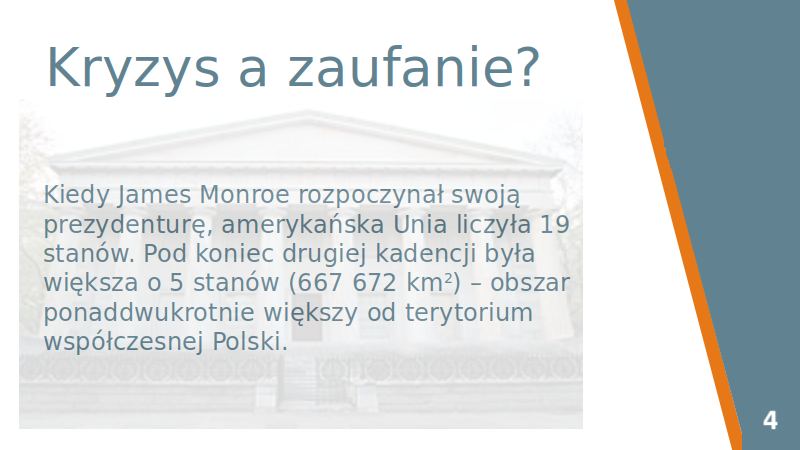 Kryzys a zaufanie?
Kiedy James Monroe rozpoczynał swoją
prezydenturę, amerykańska Unia liczyła 19
stanów. Pod koniec drugiej kadencji była
większa o 5 stanów (667 672 km²) – obszar
ponaddwukrotnie większy od terytorium
współczesnej Polski.
4